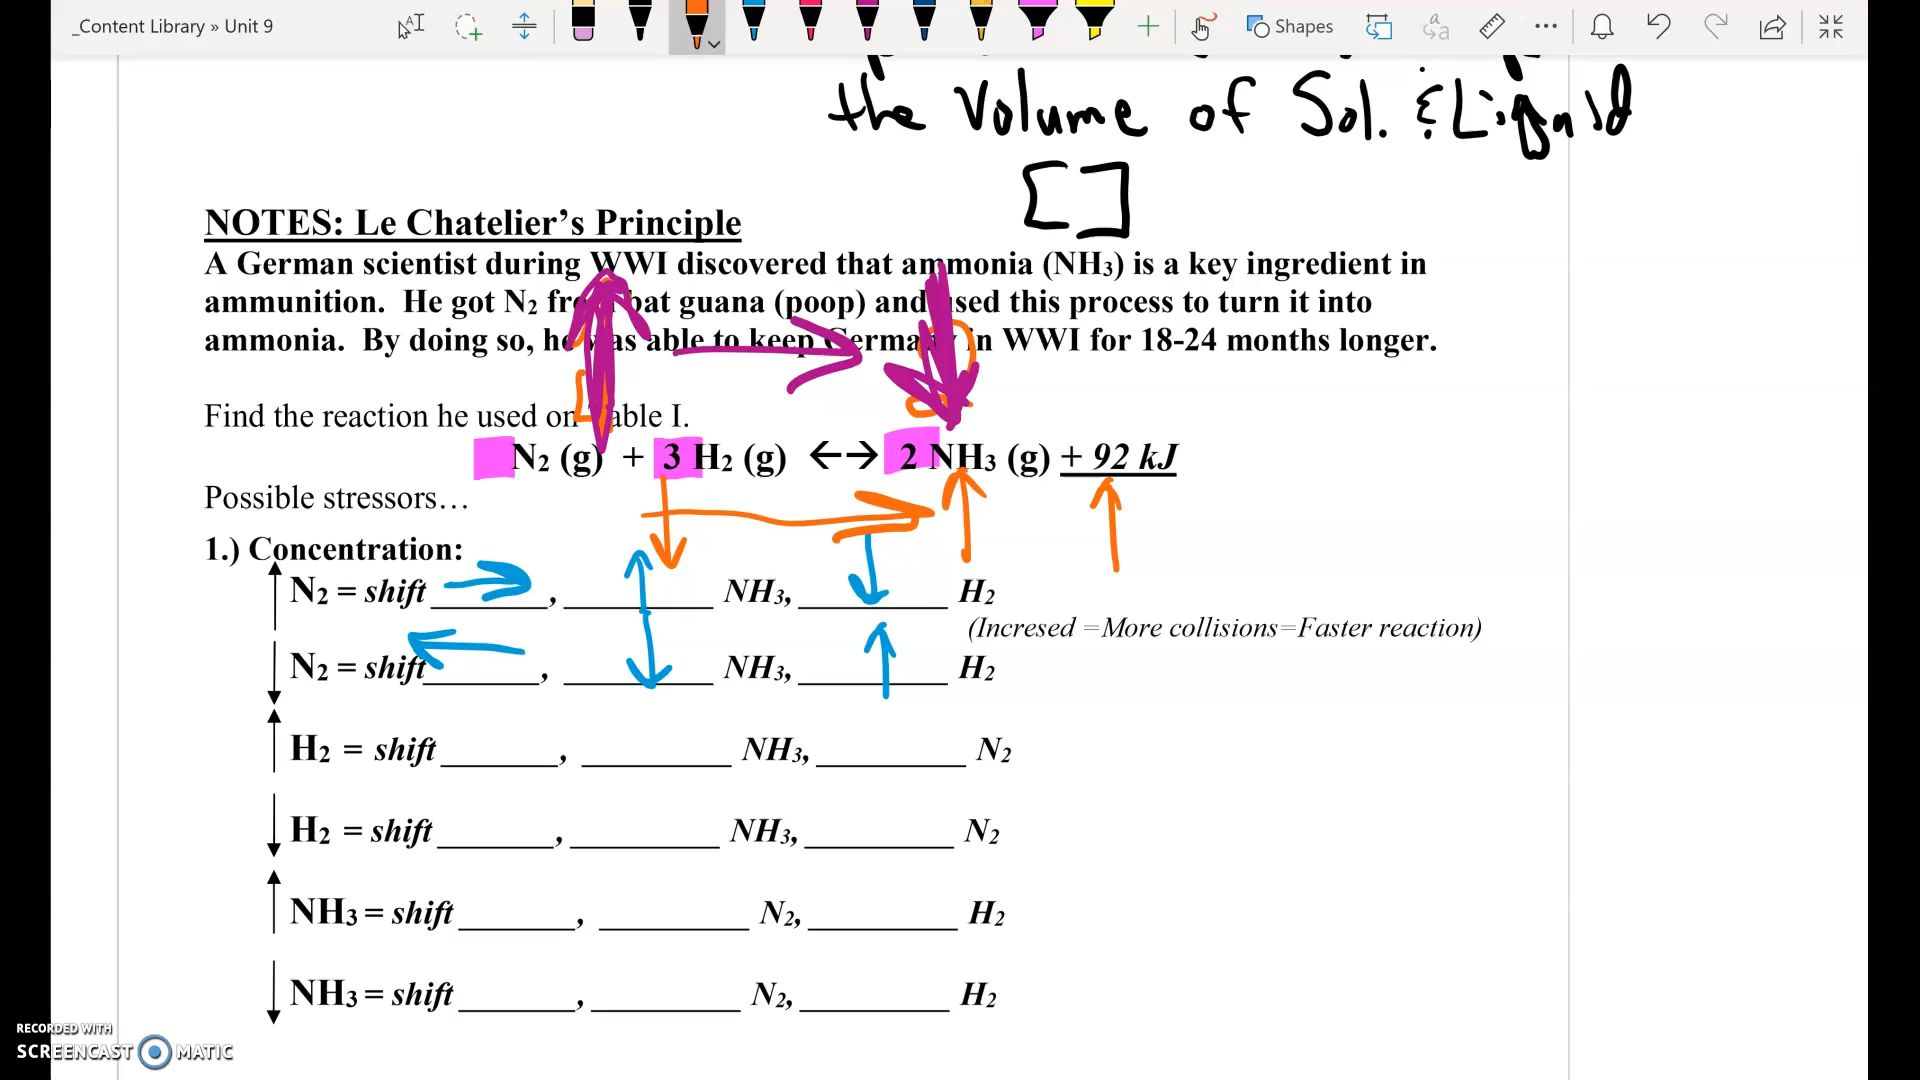 _Content Library » Unit 9
Shapes
the Volume of Sol. & Liquid
[ ]
NOTES: Le Chatelier's Principle
A German scientist during WWI discovered that ammonia (NH3) is a key ingredient in
ammunition. He got N2 from bat guana (poop) and used this process to turn it into
ammonia. By doing so, he was able to keep Germany in WWI for 18-24 months longer.
Find the reaction he used on Table I.
N2 (g) + 3 H2 (g) ←→ 2 NH3 (g) + 92 kJ
Possible stressors…
1.) Concentration:
↑ N2 = shift → , ↑ NH3, ↓ H2
(Incresed =More collisions=Faster reaction)
↓ N2 = shift ← , ↓ NH3, ↑ H2
↑ H2 = shift ________, __________ NH3, __________ N2
↓ H2 = shift ________, __________ NH3, __________ N2
↑ NH3 = shift ________, __________ N2, __________ H2
↓ NH3 = shift ________, __________ N2, __________ H2
RECORDED WITH
SCREENCAST MATIC